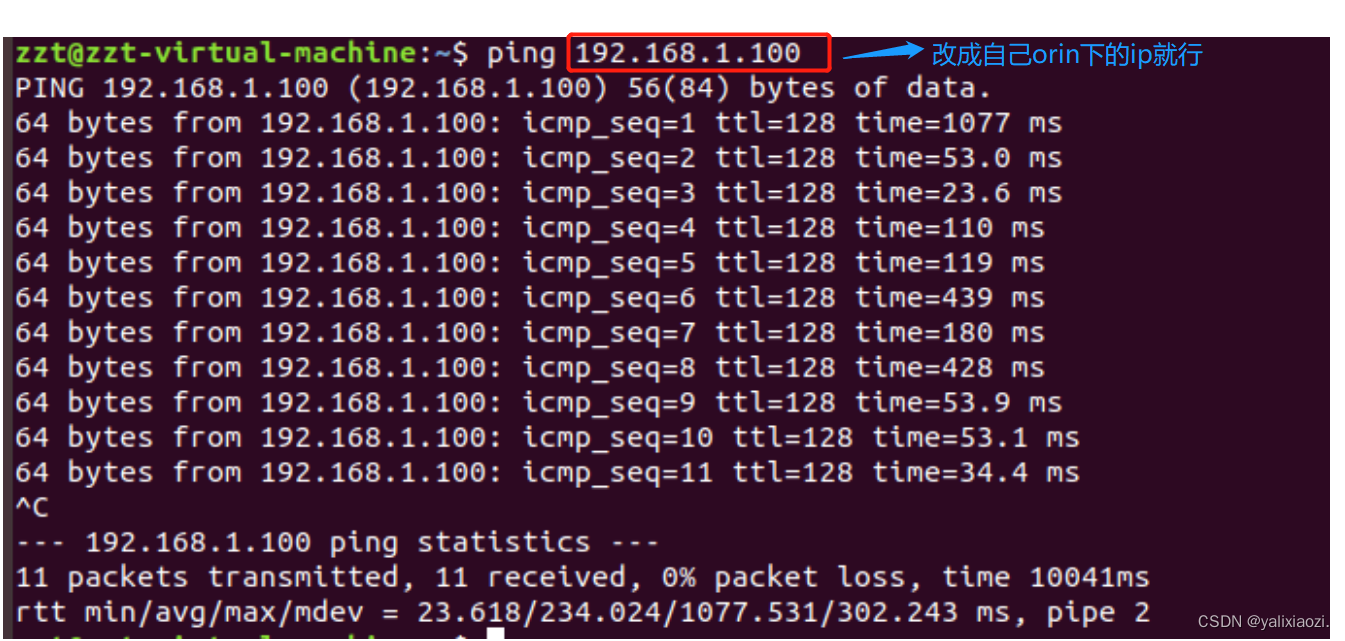 zzt@zzt-virtual-machine:~$ ping 192.168.1.100 改成自己orin下的ip就行
PING 192.168.1.100 (192.168.1.100) 56(84) bytes of data.
64 bytes from 192.168.1.100: icmp_seq=1 ttl=128 time=1077 ms
64 bytes from 192.168.1.100: icmp_seq=2 ttl=128 time=53.0 ms
64 bytes from 192.168.1.100: icmp_seq=3 ttl=128 time=23.6 ms
64 bytes from 192.168.1.100: icmp_seq=4 ttl=128 time=110 ms
64 bytes from 192.168.1.100: icmp_seq=5 ttl=128 time=119 ms
64 bytes from 192.168.1.100: icmp_seq=6 ttl=128 time=439 ms
64 bytes from 192.168.1.100: icmp_seq=7 ttl=128 time=180 ms
64 bytes from 192.168.1.100: icmp_seq=8 ttl=128 time=428 ms
64 bytes from 192.168.1.100: icmp_seq=9 ttl=128 time=53.9 ms
64 bytes from 192.168.1.100: icmp_seq=10 ttl=128 time=53.1 ms
64 bytes from 192.168.1.100: icmp_seq=11 ttl=128 time=34.4 ms
^C
--- 192.168.1.100 ping statistics ---
11 packets transmitted, 11 received, 0% packet loss, time 10041ms
rtt min/avg/max/mdev = 23.618/234.024/1077.531/302.243 ms, pipe 2
CSDN @yalixiaozi.